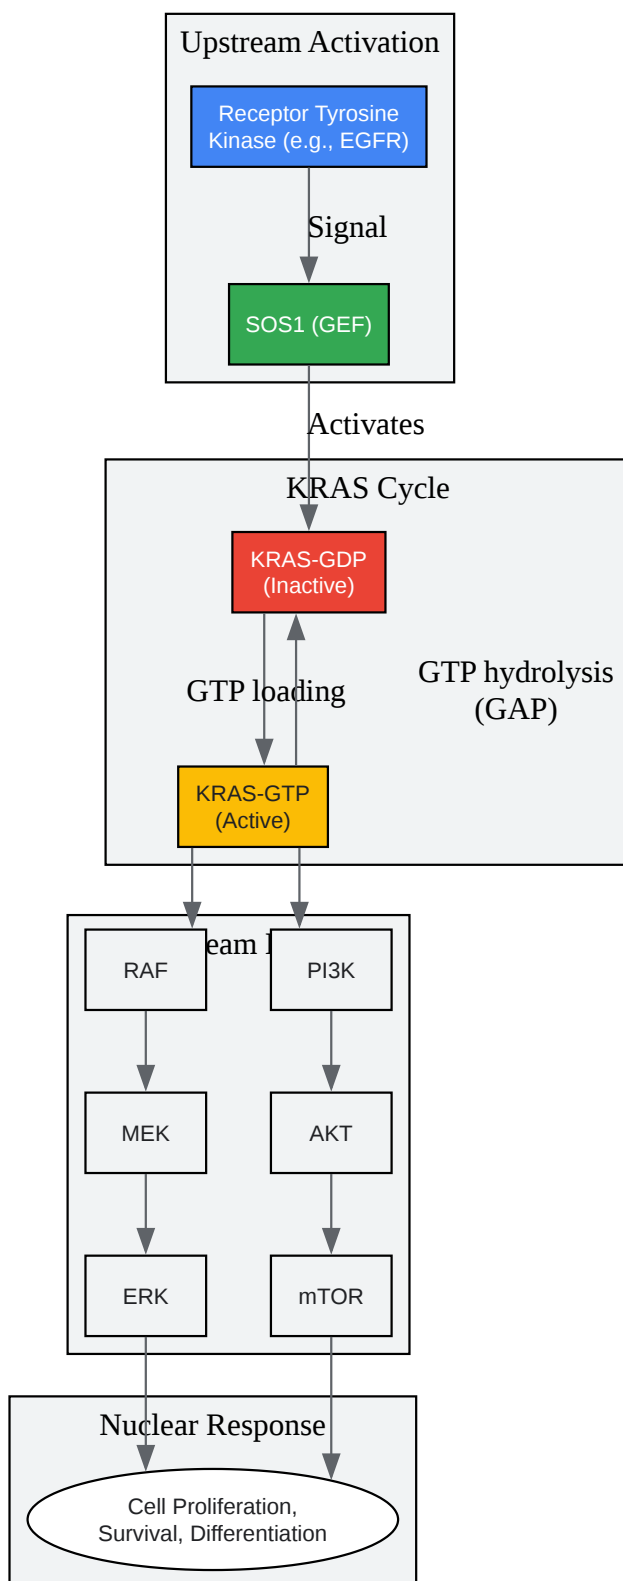 Upstream Activation
Receptor Tyrosine
Kinase (e.g., EGFR)
Signal
SOS1 (GEF)
Activates
KRAS Cycle
KRAS-GDP
(Inactive)
GTP loading
GTP hydrolysis
(GAP)
KRAS-GTP
(Active)
RAF
PI3K
MEK
AKT
ERK
mTOR
Nuclear Response
Cell Proliferation,
Survival, Differentiation